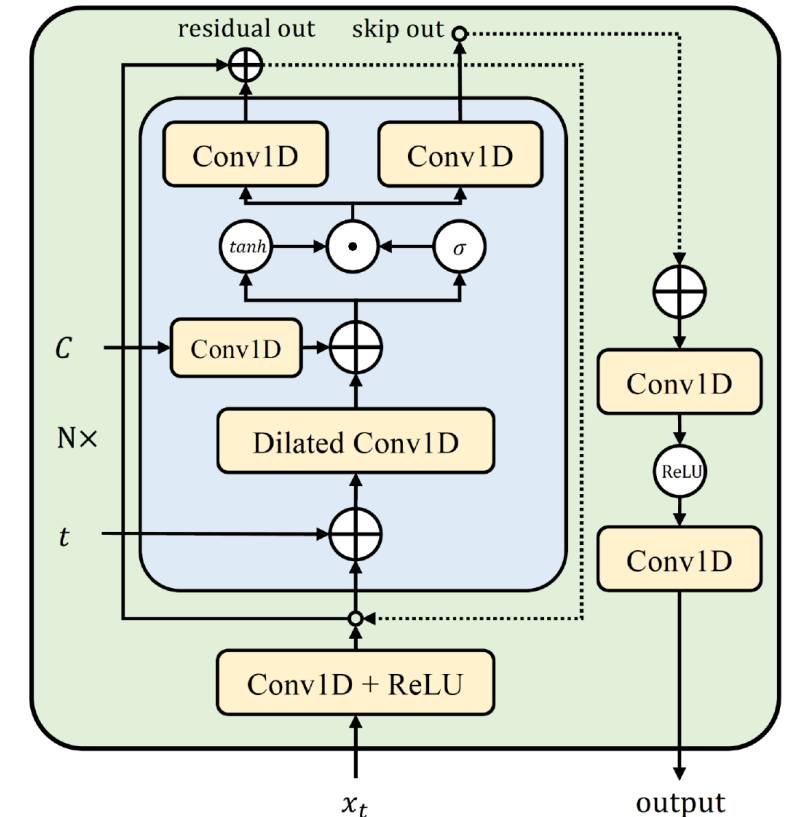 residual out
skip out
Conv1D
Conv1D
tanh
σ
C
Conv1D
Conv1D
N×
Dilated Conv1D
ReLU
t
Conv1D
Conv1D + ReLU
x_t
output